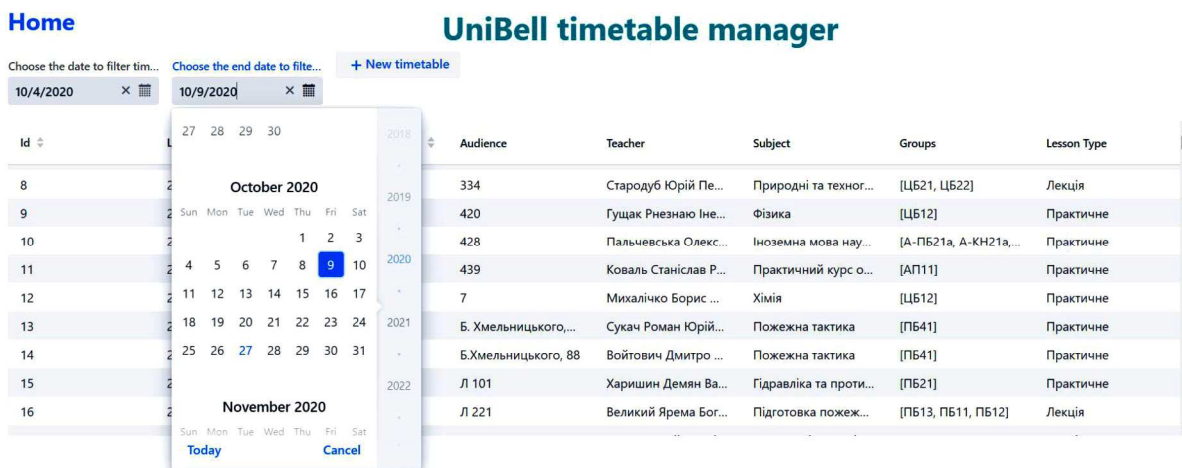 Home
UniBell timetable manager
Choose the date to filter tim...
Choose the end date to filte...
+ New timetable
10/4/2020
10/9/2020
27 28 29 30
2018
Id
Audience Teacher Subject Groups Lesson Type
October 2020
2019
Sun Mon Tue Wed Thu Fri Sat
1 2 3
4 5 6 7 8 9 10
2020
11 12 13 14 15 16 17
18 19 20 21 22 23 24
2021
25 26 27 28 29 30 31
2022
November 2020
Sun Mon Tue Wed Thu Fri Sat
Today Cancel
8 334 Стародуб Юрій Пе... Природні та техног... [ЦБ21, ЦБ22] Лекція
9 420 Гущак Рнезнаю Іне... Фізика [ЦБ12] Практичне
10 428 Пальчевська Олекс... Іноземна мова нау... [А-ПБ21а, А-КН21а,... Практичне
11 439 Коваль Станіслав Р... Практичний курс о... [АП11] Практичне
12 7 Михалічко Борис ... Хімія [ЦБ12] Практичне
13 Б. Хмельницького,... Сукач Роман Юрій... Пожежна тактика [ПБ41] Практичне
14 Б.Хмельницького, 88 Войтович Дмитро ... Пожежна тактика [ПБ41] Практичне
15 Л 101 Харишин Демян Ва... Гідравліка та проти... [ПБ21] Практичне
16 Л 221 Великий Ярема Бог... Підготовка пожеж... [ПБ13, ПБ11, ПБ12] Лекція